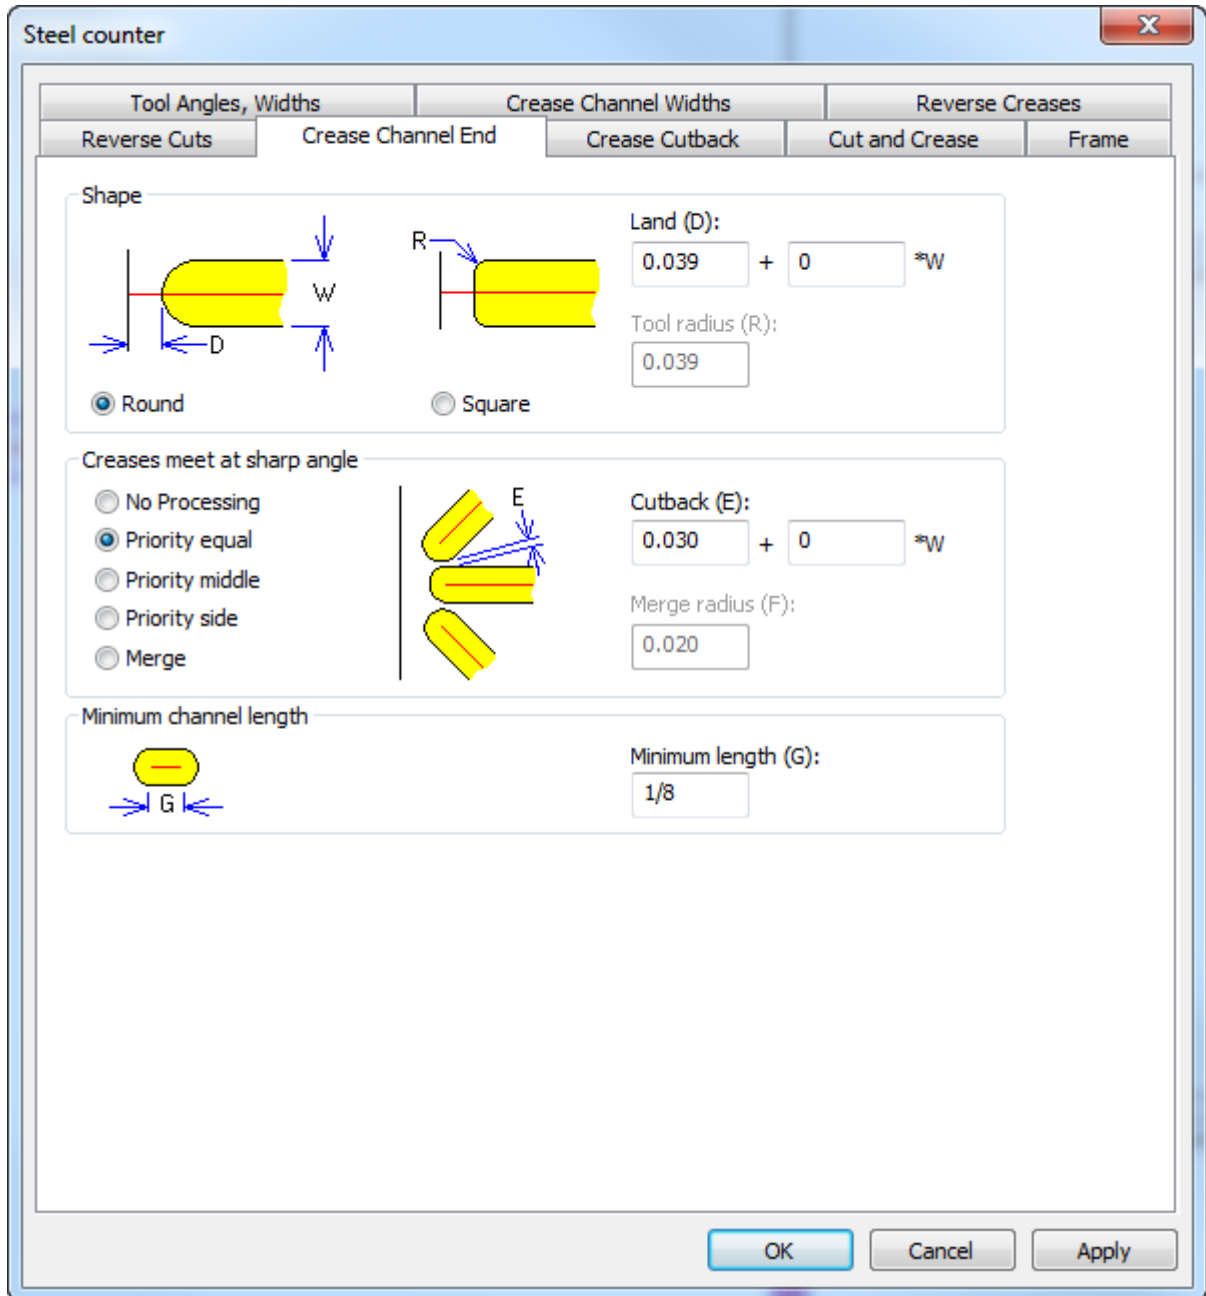 Steel counter
Tool Angles, Widths
Crease Channel Widths
Reverse Creases
Reverse Cuts
Crease Channel End
Crease Cutback
Cut and Crease
Frame
Shape
W
D
R
Land (D):
0.039 + 0 *W
Tool radius (R):
0.039
Round
Square
Creases meet at sharp angle
No Processing
Priority equal
Priority middle
Priority side
Merge
E
Cutback (E):
0.030 + 0 *W
Merge radius (F):
0.020
Minimum channel length
G
Minimum length (G):
1/8
OK
Cancel
Apply